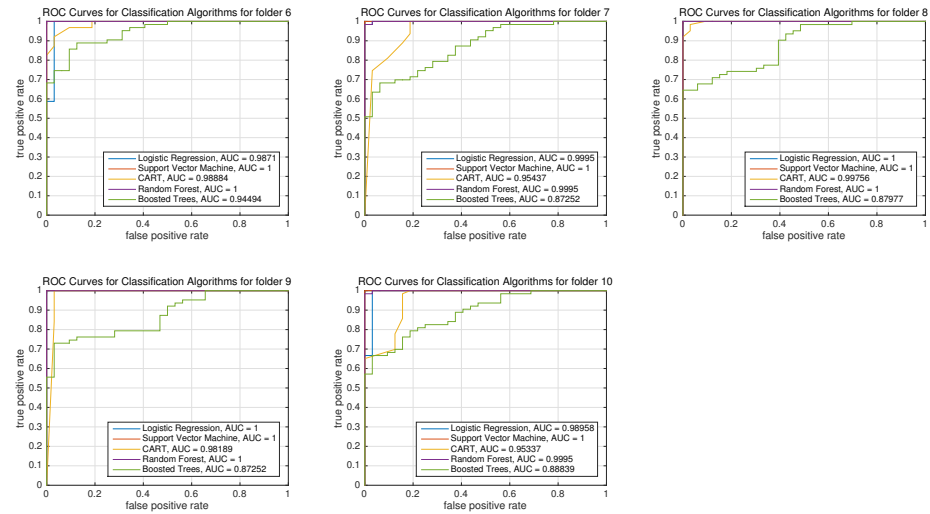 ROC Curves for Classification Algorithms for folder 6
1
0.9
0.8
0.7
0.6
0.5
0.4
0.3
0.2
0.1
0
true positive rate
Logistic Regression, AUC = 0.9871
Support Vector Machine, AUC = 1
CART, AUC = 0.98884
Random Forest, AUC = 1
Boosted Trees, AUC = 0.94494
0 0.2 0.4 0.6 0.8 1
false positive rate
ROC Curves for Classification Algorithms for folder 7
1
0.9
0.8
0.7
0.6
0.5
0.4
0.3
0.2
0.1
0
true positive rate
Logistic Regression, AUC = 0.9995
Support Vector Machine, AUC = 1
CART, AUC = 0.95437
Random Forest, AUC = 0.9995
Boosted Trees, AUC = 0.87252
0 0.2 0.4 0.6 0.8 1
false positive rate
ROC Curves for Classification Algorithms for folder 8
1
0.9
0.8
0.7
0.6
0.5
0.4
0.3
0.2
0.1
0
true positive rate
Logistic Regression, AUC = 1
Support Vector Machine, AUC = 1
CART, AUC = 0.99756
Random Forest, AUC = 1
Boosted Trees, AUC = 0.87977
0 0.2 0.4 0.6 0.8 1
false positive rate
ROC Curves for Classification Algorithms for folder 9
1
0.9
0.8
0.7
0.6
0.5
0.4
0.3
0.2
0.1
0
true positive rate
Logistic Regression, AUC = 1
Support Vector Machine, AUC = 1
CART, AUC = 0.98189
Random Forest, AUC = 1
Boosted Trees, AUC = 0.87252
0 0.2 0.4 0.6 0.8 1
false positive rate
ROC Curves for Classification Algorithms for folder 10
1
0.9
0.8
0.7
0.6
0.5
0.4
0.3
0.2
0.1
0
true positive rate
Logistic Regression, AUC = 0.98958
Support Vector Machine, AUC = 1
CART, AUC = 0.95337
Random Forest, AUC = 0.9995
Boosted Trees, AUC = 0.88839
0 0.2 0.4 0.6 0.8 1
false positive rate